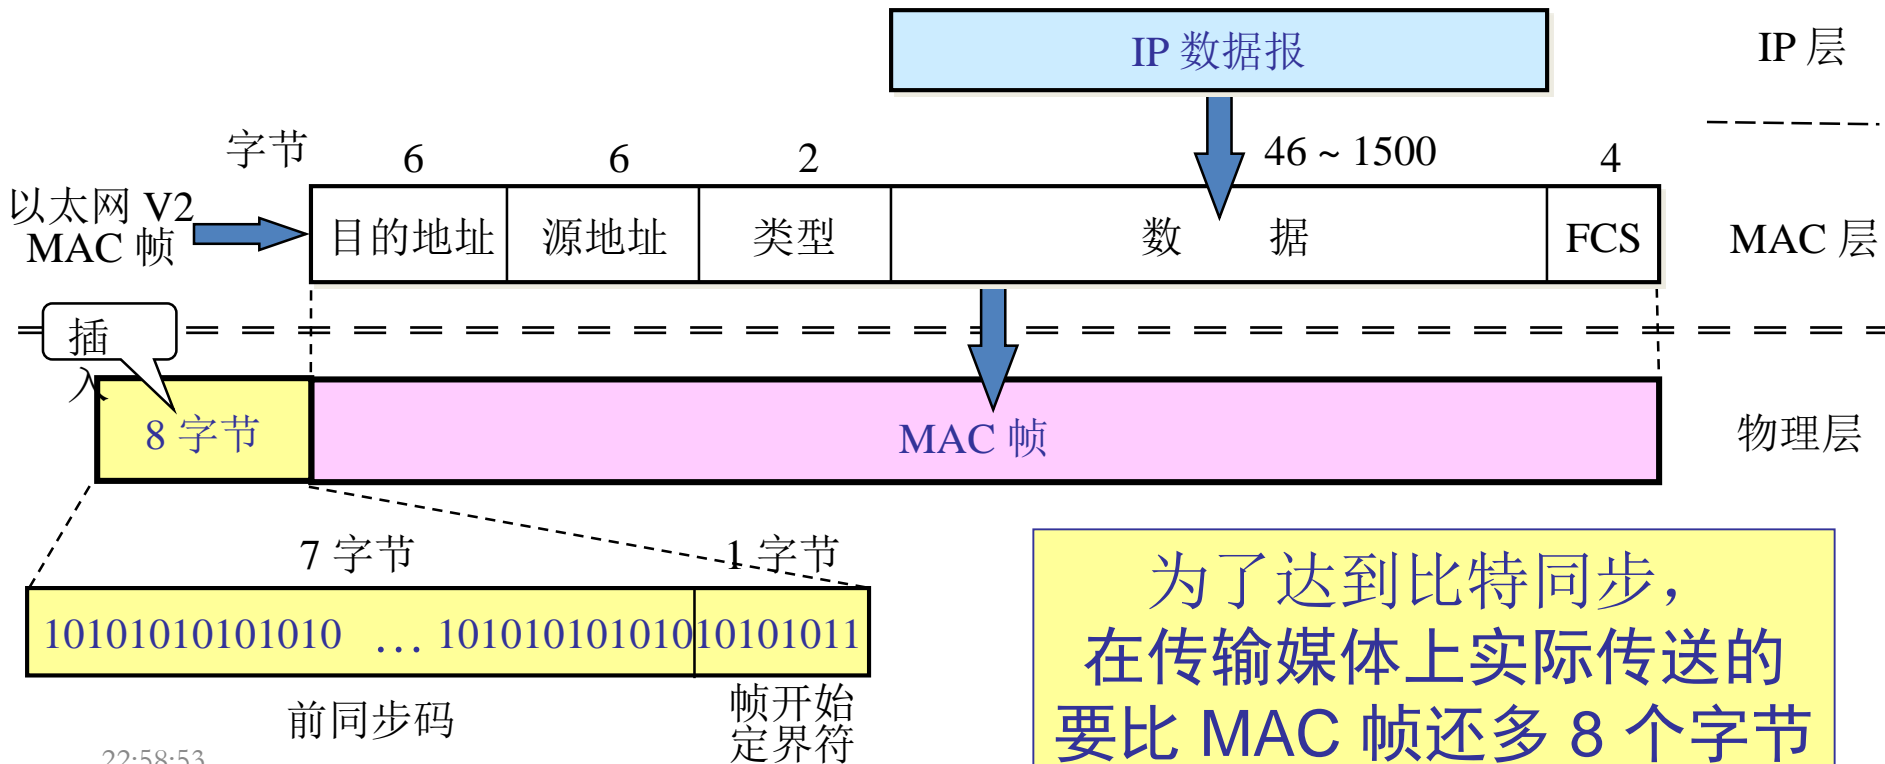 IP 数据报
IP 层
字节
6
6
2
46 ~ 1500
4
以太网 V2
MAC 帧
目的地址
源地址
类型
数 据
FCS
MAC 层
插
入
8 字节
MAC 帧
物理层
7 字节
1 字节
10101010101010 … 101010101010
10101011
前同步码
帧开始
定界符
为了达到比特同步，
在传输媒体上实际传送的
要比 MAC 帧还多 8 个字节
22:58:53